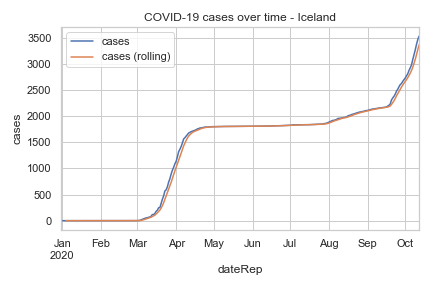 COVID-19 cases over time - Iceland
cases
cases (rolling)
cases
3500
3000
2500
2000
1500
1000
500
0
Jan Feb Mar Apr May Jun Jul Aug Sep Oct
2020
dateRep